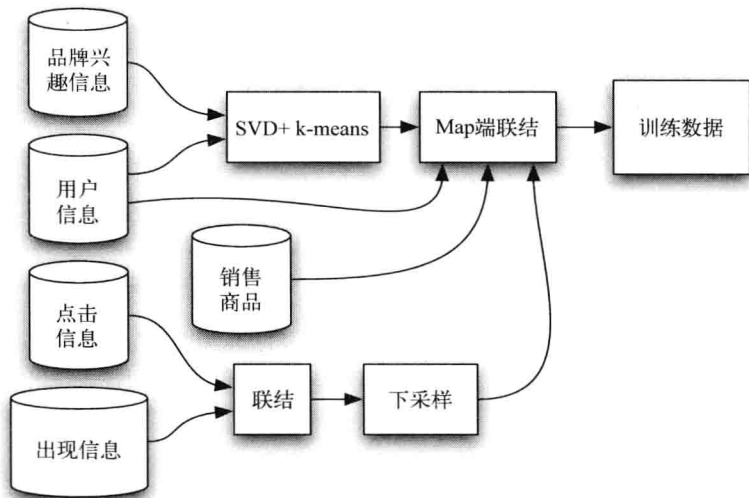 品牌兴
趣信息
SVD+ k-means
Map端联结
训练数据
用户
信息
销售
商品
点击
信息
联结
下采样
出现信息